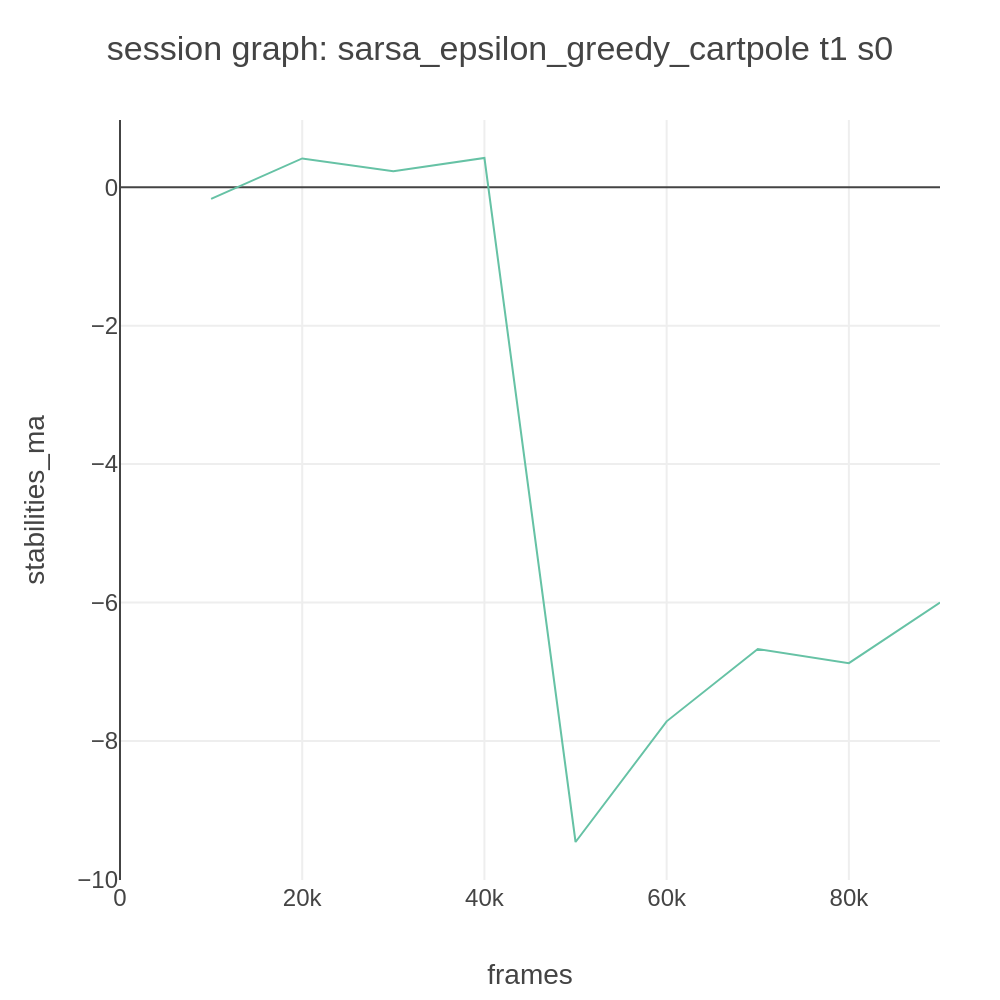 session graph: sarsa_epsilon_greedy_cartpole t1 s0
0
−2
−4
−6
−8
−10
stabilities_ma
0
20k
40k
60k
80k
frames